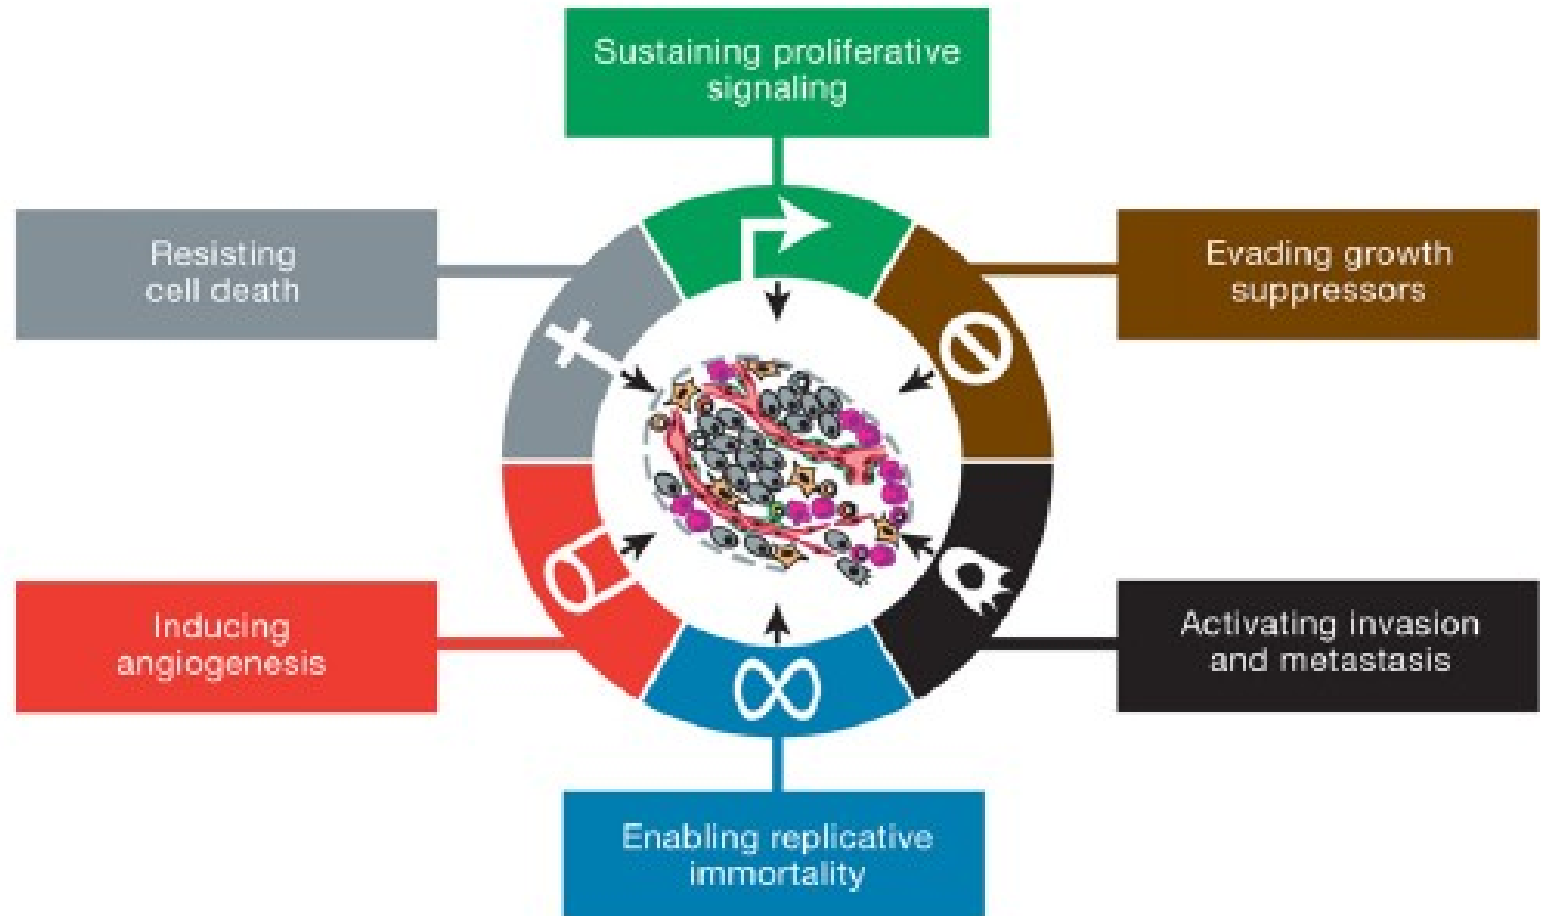 Sustaining proliferative
signaling
Resisting
cell death
Evading growth
suppressors
Inducing
angiogenesis
Activating invasion
and metastasis
Enabling replicative
immortality